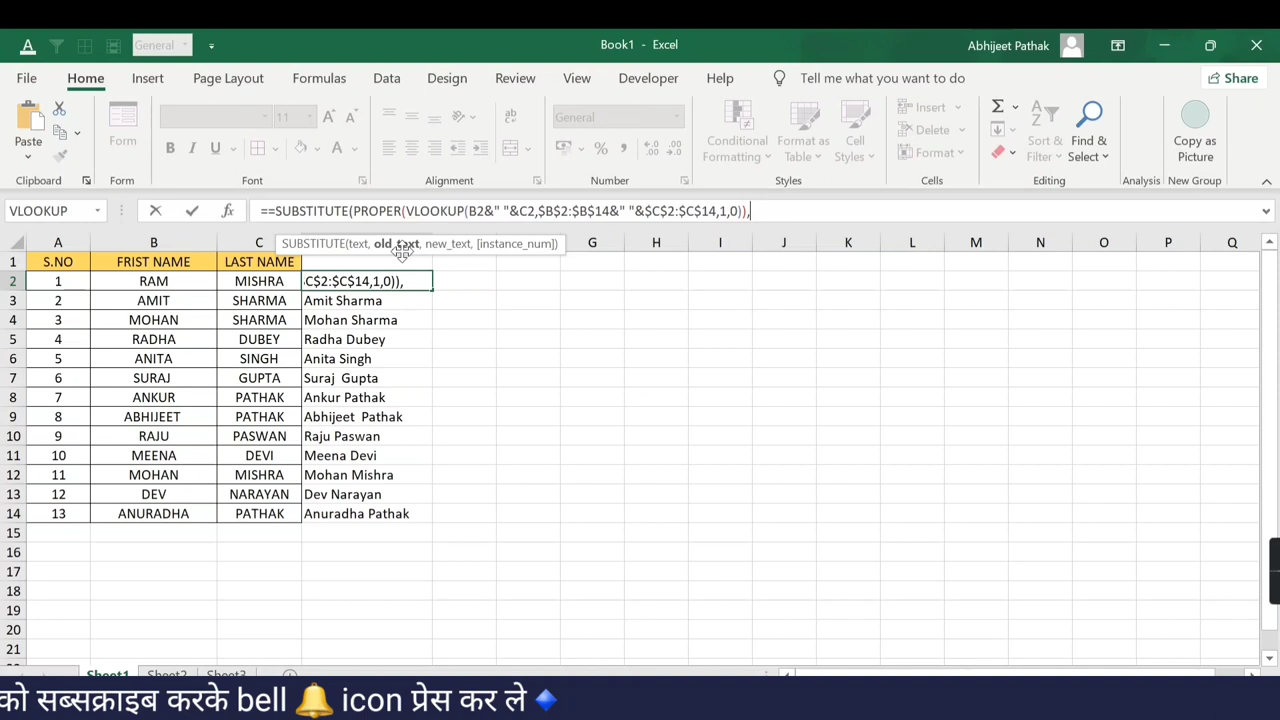 General
Book1 - Excel
Abhijeet Pathak
File Home Insert Page Layout Formulas Data Design Review View Developer Help Tell me what you want to do Share
Paste
Form
11
General
Conditional Formatting
Format as Table
Cell Styles
Insert
Delete
Format
Sort & Filter
Find & Select
Copy as Picture
Clipboard Form Font Alignment Number Styles Cells Editing Analysis New Group
VLOOKUP ==SUBSTITUTE(PROPER(VLOOKUP(B2&" "&C2,$B$2:$B$14&" "&$C$2:$C$14,1,0)),
SUBSTITUTE(text, old_text, new_text, [instance_num])
A B C G H I J K L M N O P Q
1 S.NO FRIST NAME LAST NAME
2 1 RAM MISHRA C$2:$C$14,1,0)),
3 2 AMIT SHARMA Amit Sharma
4 3 MOHAN SHARMA Mohan Sharma
5 4 RADHA DUBEY Radha Dubey
6 5 ANITA SINGH Anita Singh
7 6 SURAJ GUPTA Suraj  Gupta
8 7 ANKUR PATHAK Ankur Pathak
9 8 ABHIJEET PATHAK Abhijeet  Pathak
10 9 RAJU PASWAN Raju Paswan
11 10 MEENA DEVI Meena Devi
12 11 MOHAN MISHRA Mohan Mishra
13 12 DEV NARAYAN Dev Narayan
14 13 ANURADHA PATHAK Anuradha Pathak
15
16
17
18
19
20
21
Sheet1 Sheet2 Sheet3
को सब्सक्राइब करके bell 🔔 icon प्रेस कर ले🔹